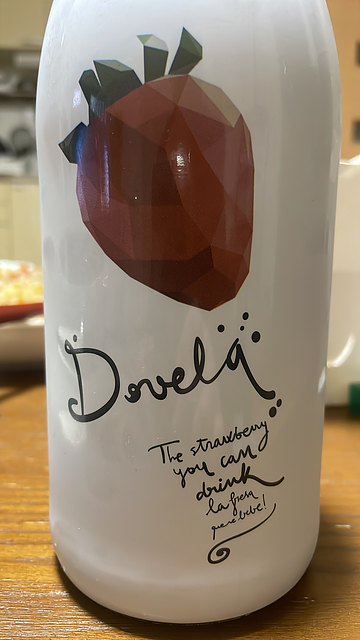 Dovela
The strawberry
you can
drink
la fresa
que se bebe!